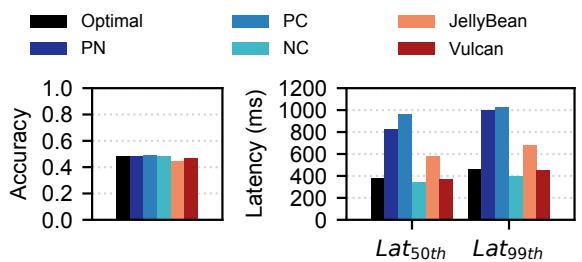 Optimal PC JellyBean
PN NC Vulcan
Accuracy
1.0
0.8
0.6
0.4
0.2
0.0
Latency (ms)
1200
1000
800
600
400
200
0
Lat50th Lat99th